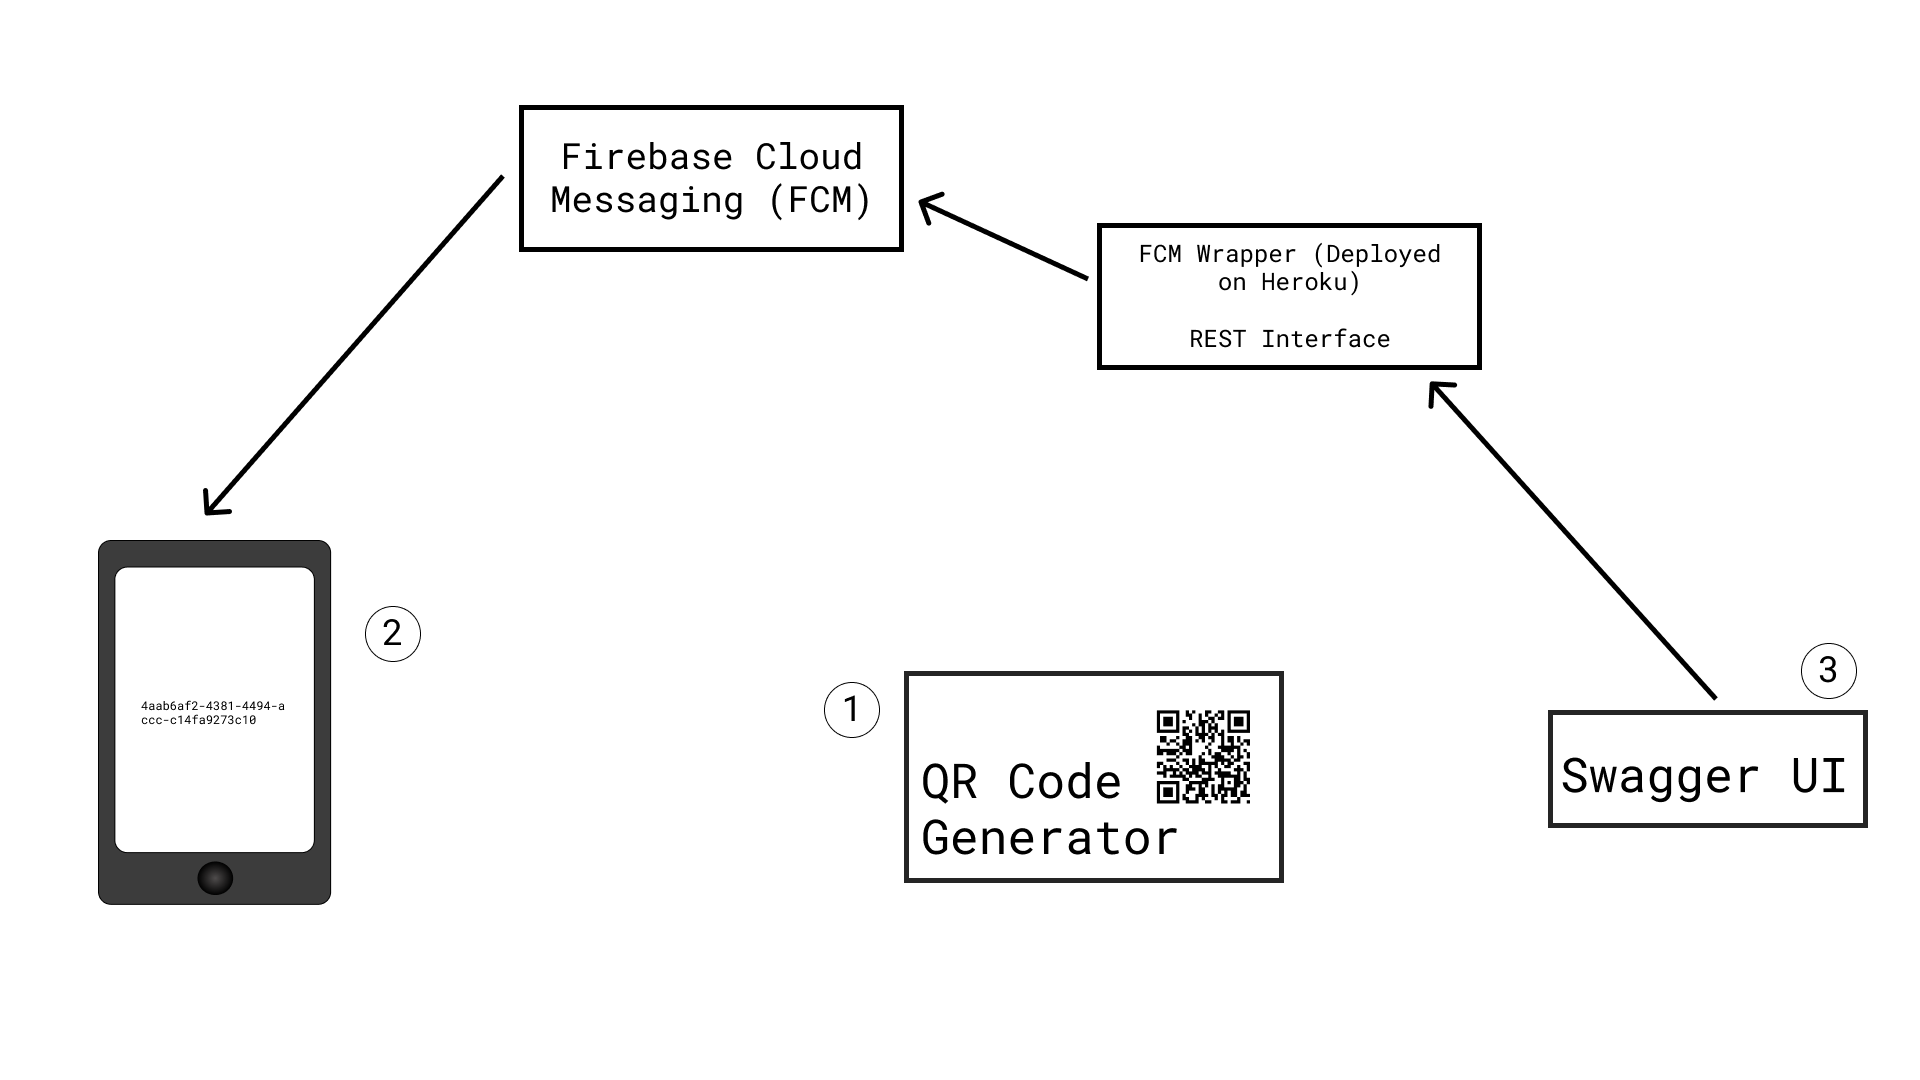 Firebase Cloud
Messaging (FCM)
FCM Wrapper (Deployed
on Heroku)
REST Interface
4aab6af2-4381-4494-a
ccc-c14fa9273c10
2
1
QR Code
Generator
3
Swagger UI